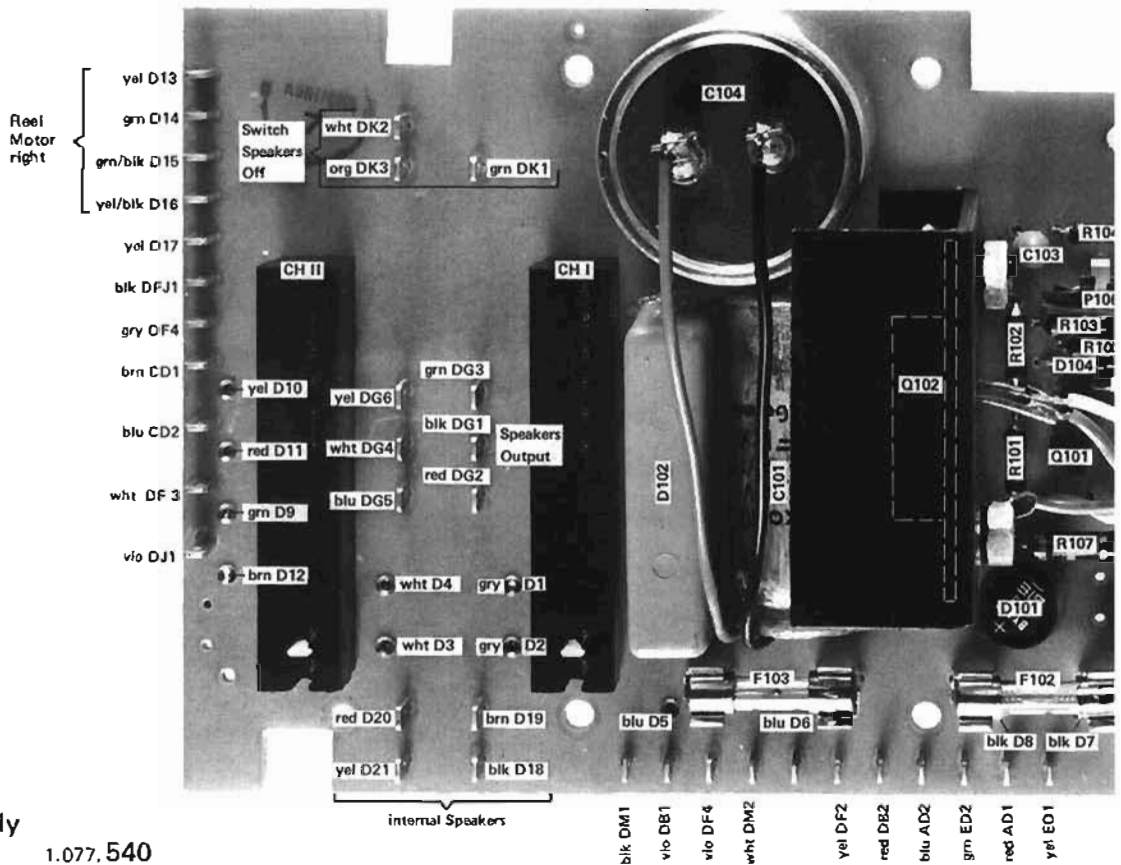 Reel
Motor
right
yel D13
grn D14
grn/blk D15
yel/blk D16
yel D17
blk DFJ1
gry DF4
brn CD1
blu CD2
wht DF 3
vio DJ1
Switch
Speakers
Off
wht DK2
org DK3
grn DK1
CH II
CH I
C104
C103
R104
P106
R103
R102
D104
Q102
Q101
R101
R107
D101
D102
C101
yel D10
red D11
grn D9
brn D12
grn DG3
yel DG6
blk DG1
wht DG4
red DG2
blu DG5
Speakers
Output
wht D4
gry D1
wht D3
gry D2
F103
F102
blu D5
blu D6
blk D8
blk D7
red D20
brn D19
yel D21
blk D18
internal Speakers
blk DM1
vio DB1
vio DF4
wht DM2
yel DF2
red DB2
blu AD2
grn ED2
red AD1
yel ED1
ly
1.077.540